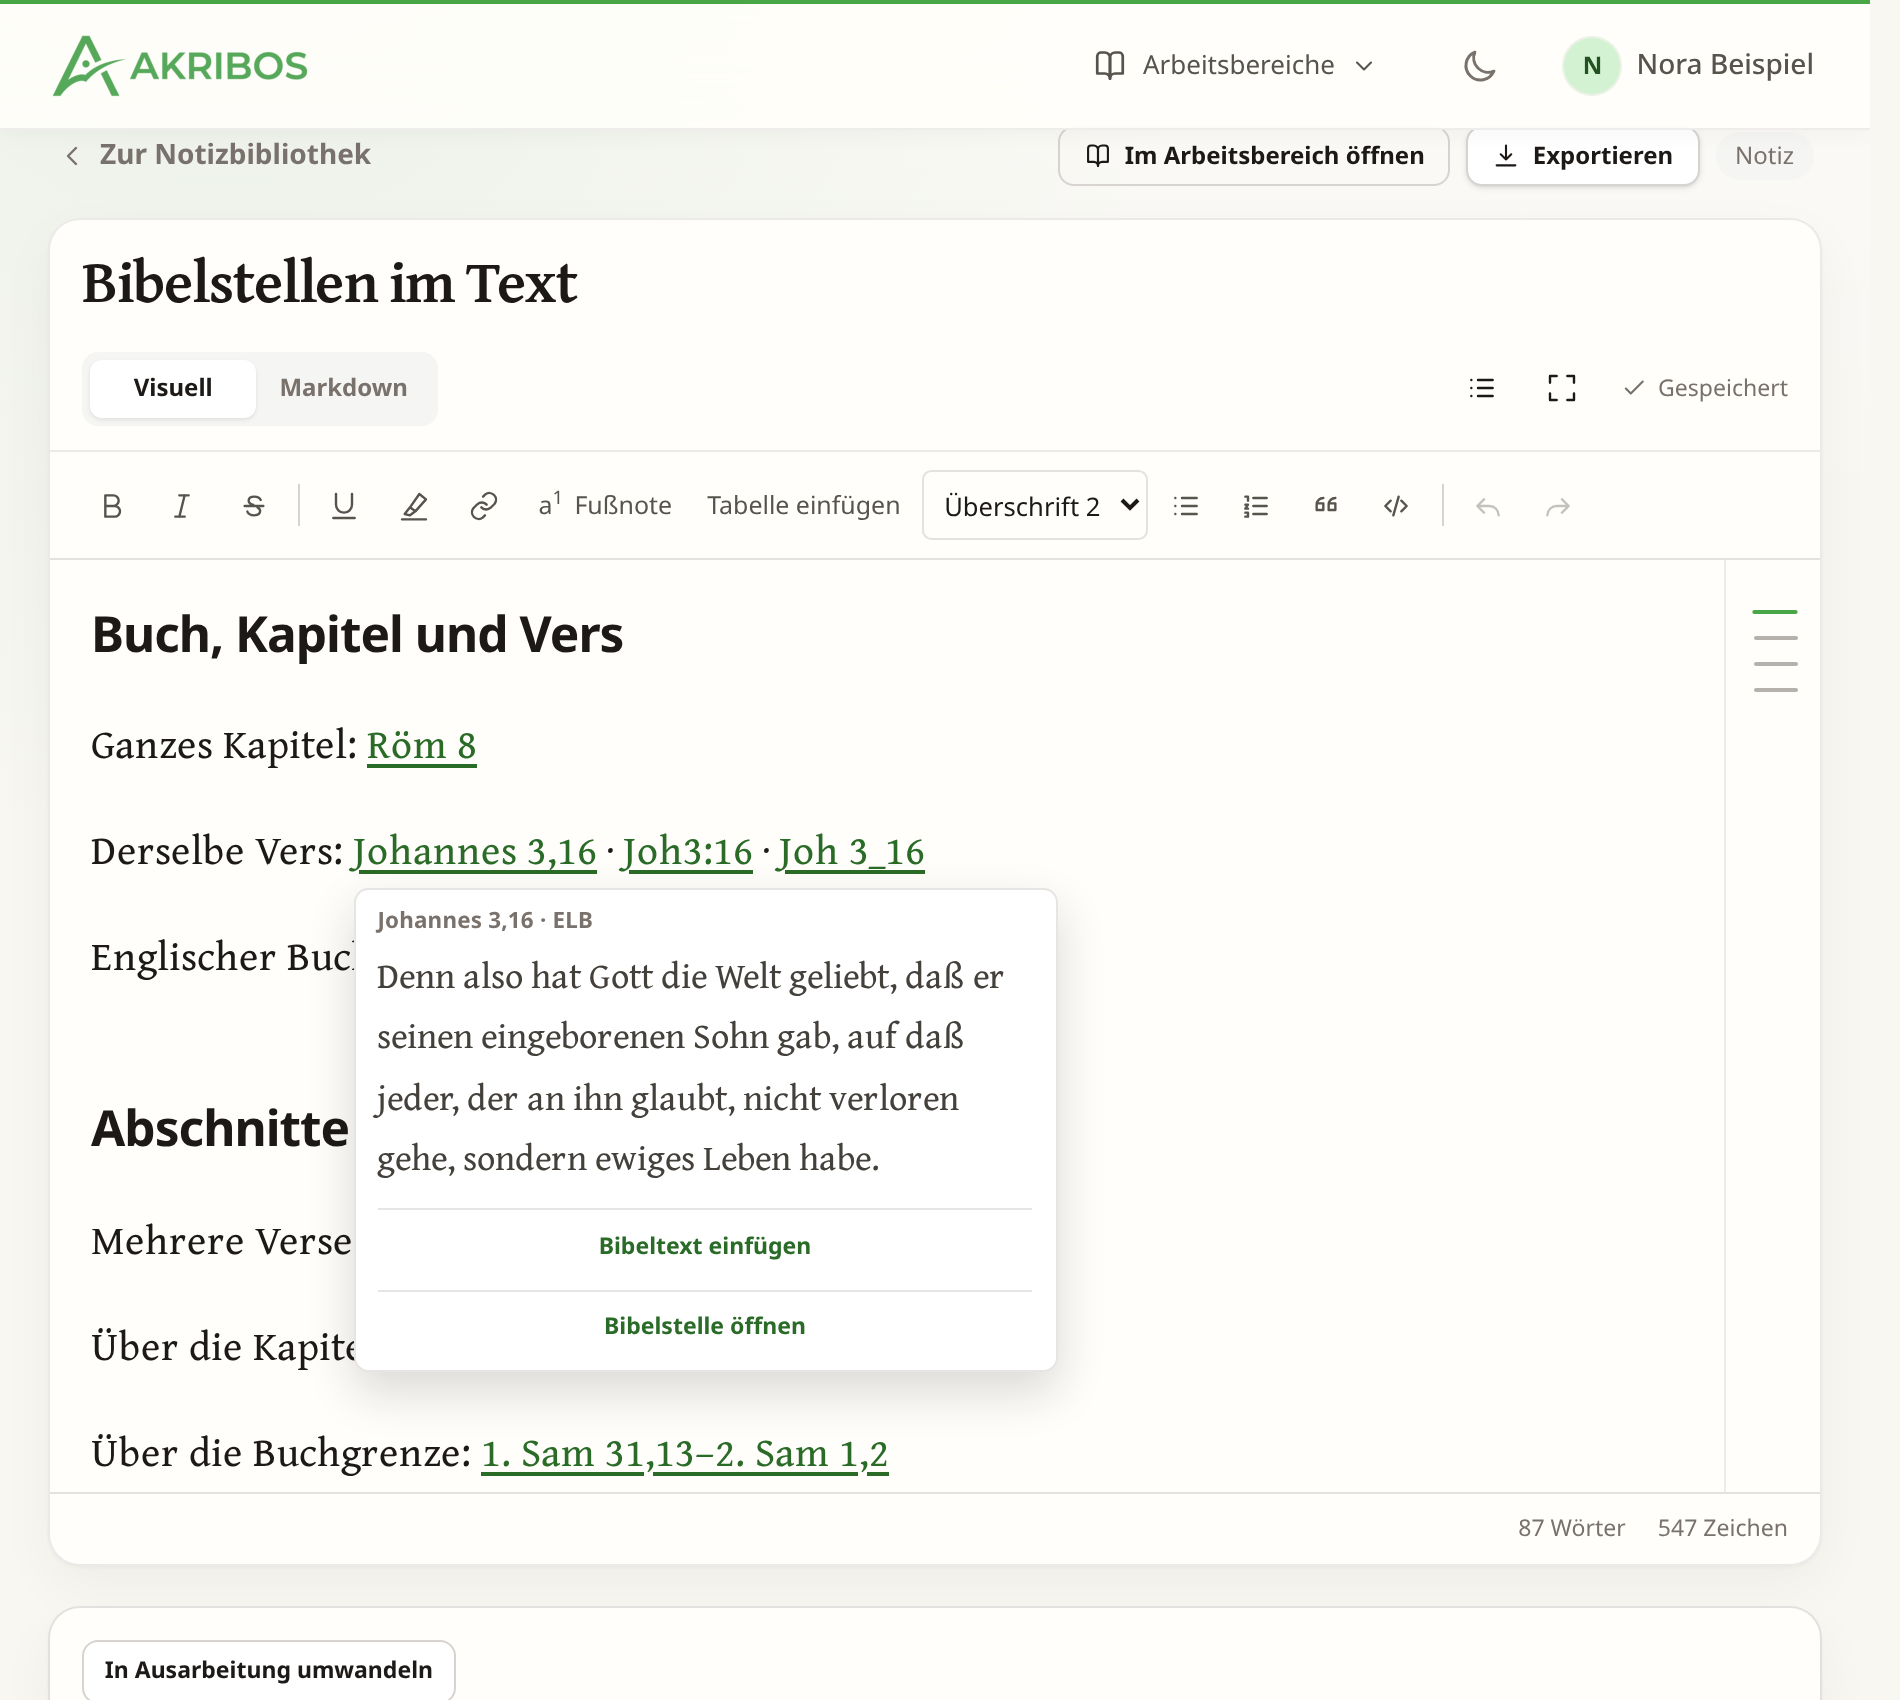 AKRIBOS
Arbeitsbereiche
N Nora Beispiel
Zur Notizbibliothek
Im Arbeitsbereich öffnen
Exportieren
Notiz
Bibelstellen im Text
Visuell Markdown
Gespeichert
B I S U a¹ Fußnote Tabelle einfügen Überschrift 2
Buch, Kapitel und Vers
Ganzes Kapitel: Röm 8
Derselbe Vers: Johannes 3,16 · Joh3:16 · Joh 3_16
Englischer
Johannes 3,16 · ELB
Denn also hat Gott die Welt geliebt, daß er
seinen eingeborenen Sohn gab, auf daß
jeder, der an ihn glaubt, nicht verloren
gehe, sondern ewiges Leben habe.
Bibeltext einfügen
Bibelstelle öffnen
Abschnitte
Mehrere Verse
Über die
Über die Buchgrenze: 1. Sam 31,13–2. Sam 1,2
87 Wörter 547 Zeichen
In Ausarbeitung umwandeln